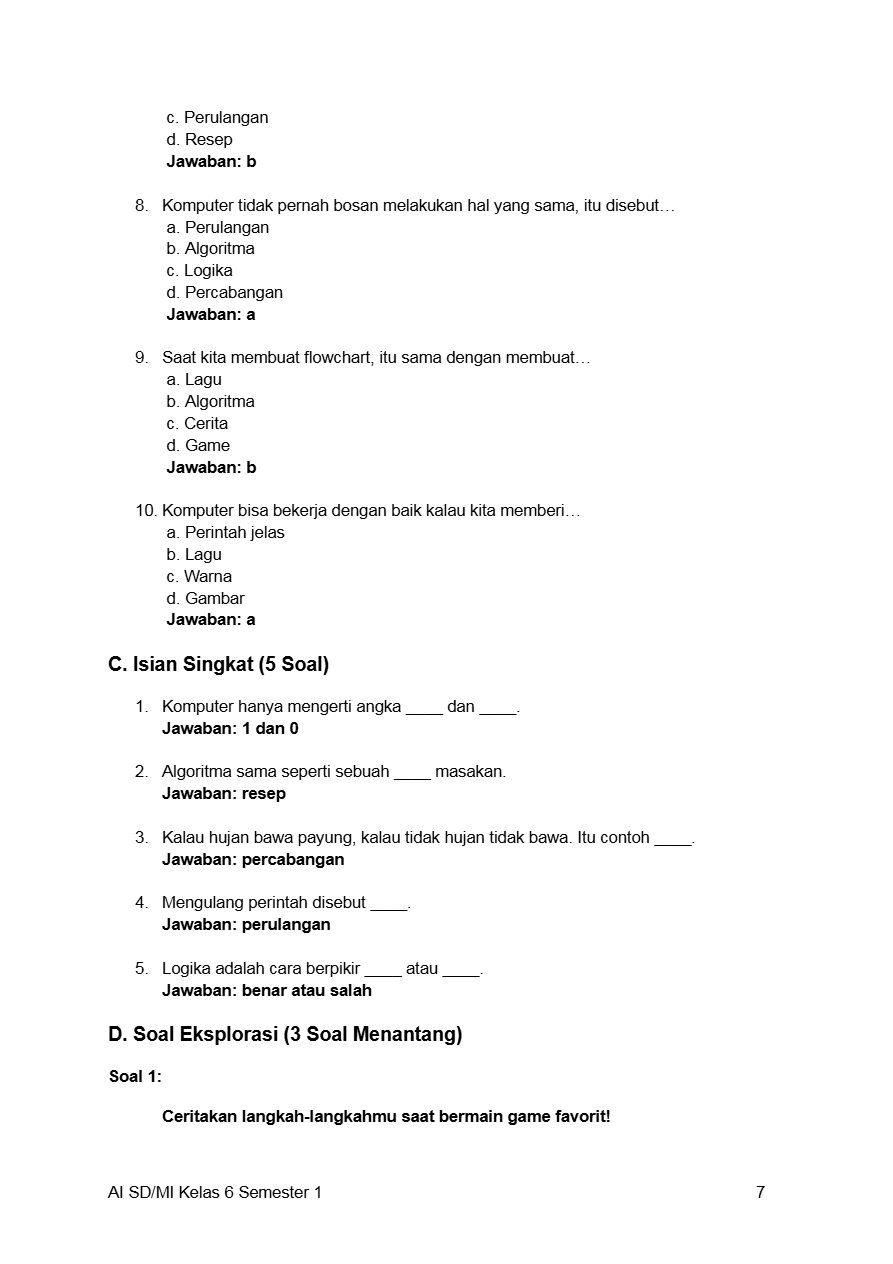 c. Perulangan
d. Resep
Jawaban: b
8. Komputer tidak pernah bosan melakukan hal yang sama, itu disebut…
a. Perulangan
b. Algoritma
c. Logika
d. Percabangan
Jawaban: a
9. Saat kita membuat flowchart, itu sama dengan membuat…
a. Lagu
b. Algoritma
c. Cerita
d. Game
Jawaban: b
10. Komputer bisa bekerja dengan baik kalau kita memberi…
a. Perintah jelas
b. Lagu
c. Warna
d. Gambar
Jawaban: a
C. Isian Singkat (5 Soal)
1. Komputer hanya mengerti angka ____ dan ____.
Jawaban: 1 dan 0
2. Algoritma sama seperti sebuah ____ masakan.
Jawaban: resep
3. Kalau hujan bawa payung, kalau tidak hujan tidak bawa. Itu contoh ____.
Jawaban: percabangan
4. Mengulang perintah disebut ____.
Jawaban: perulangan
5. Logika adalah cara berpikir ____ atau ____.
Jawaban: benar atau salah
D. Soal Eksplorasi (3 Soal Menantang)
Soal 1:
Ceritakan langkah-langkahmu saat bermain game favorit!
AI SD/MI Kelas 6 Semester 1 7